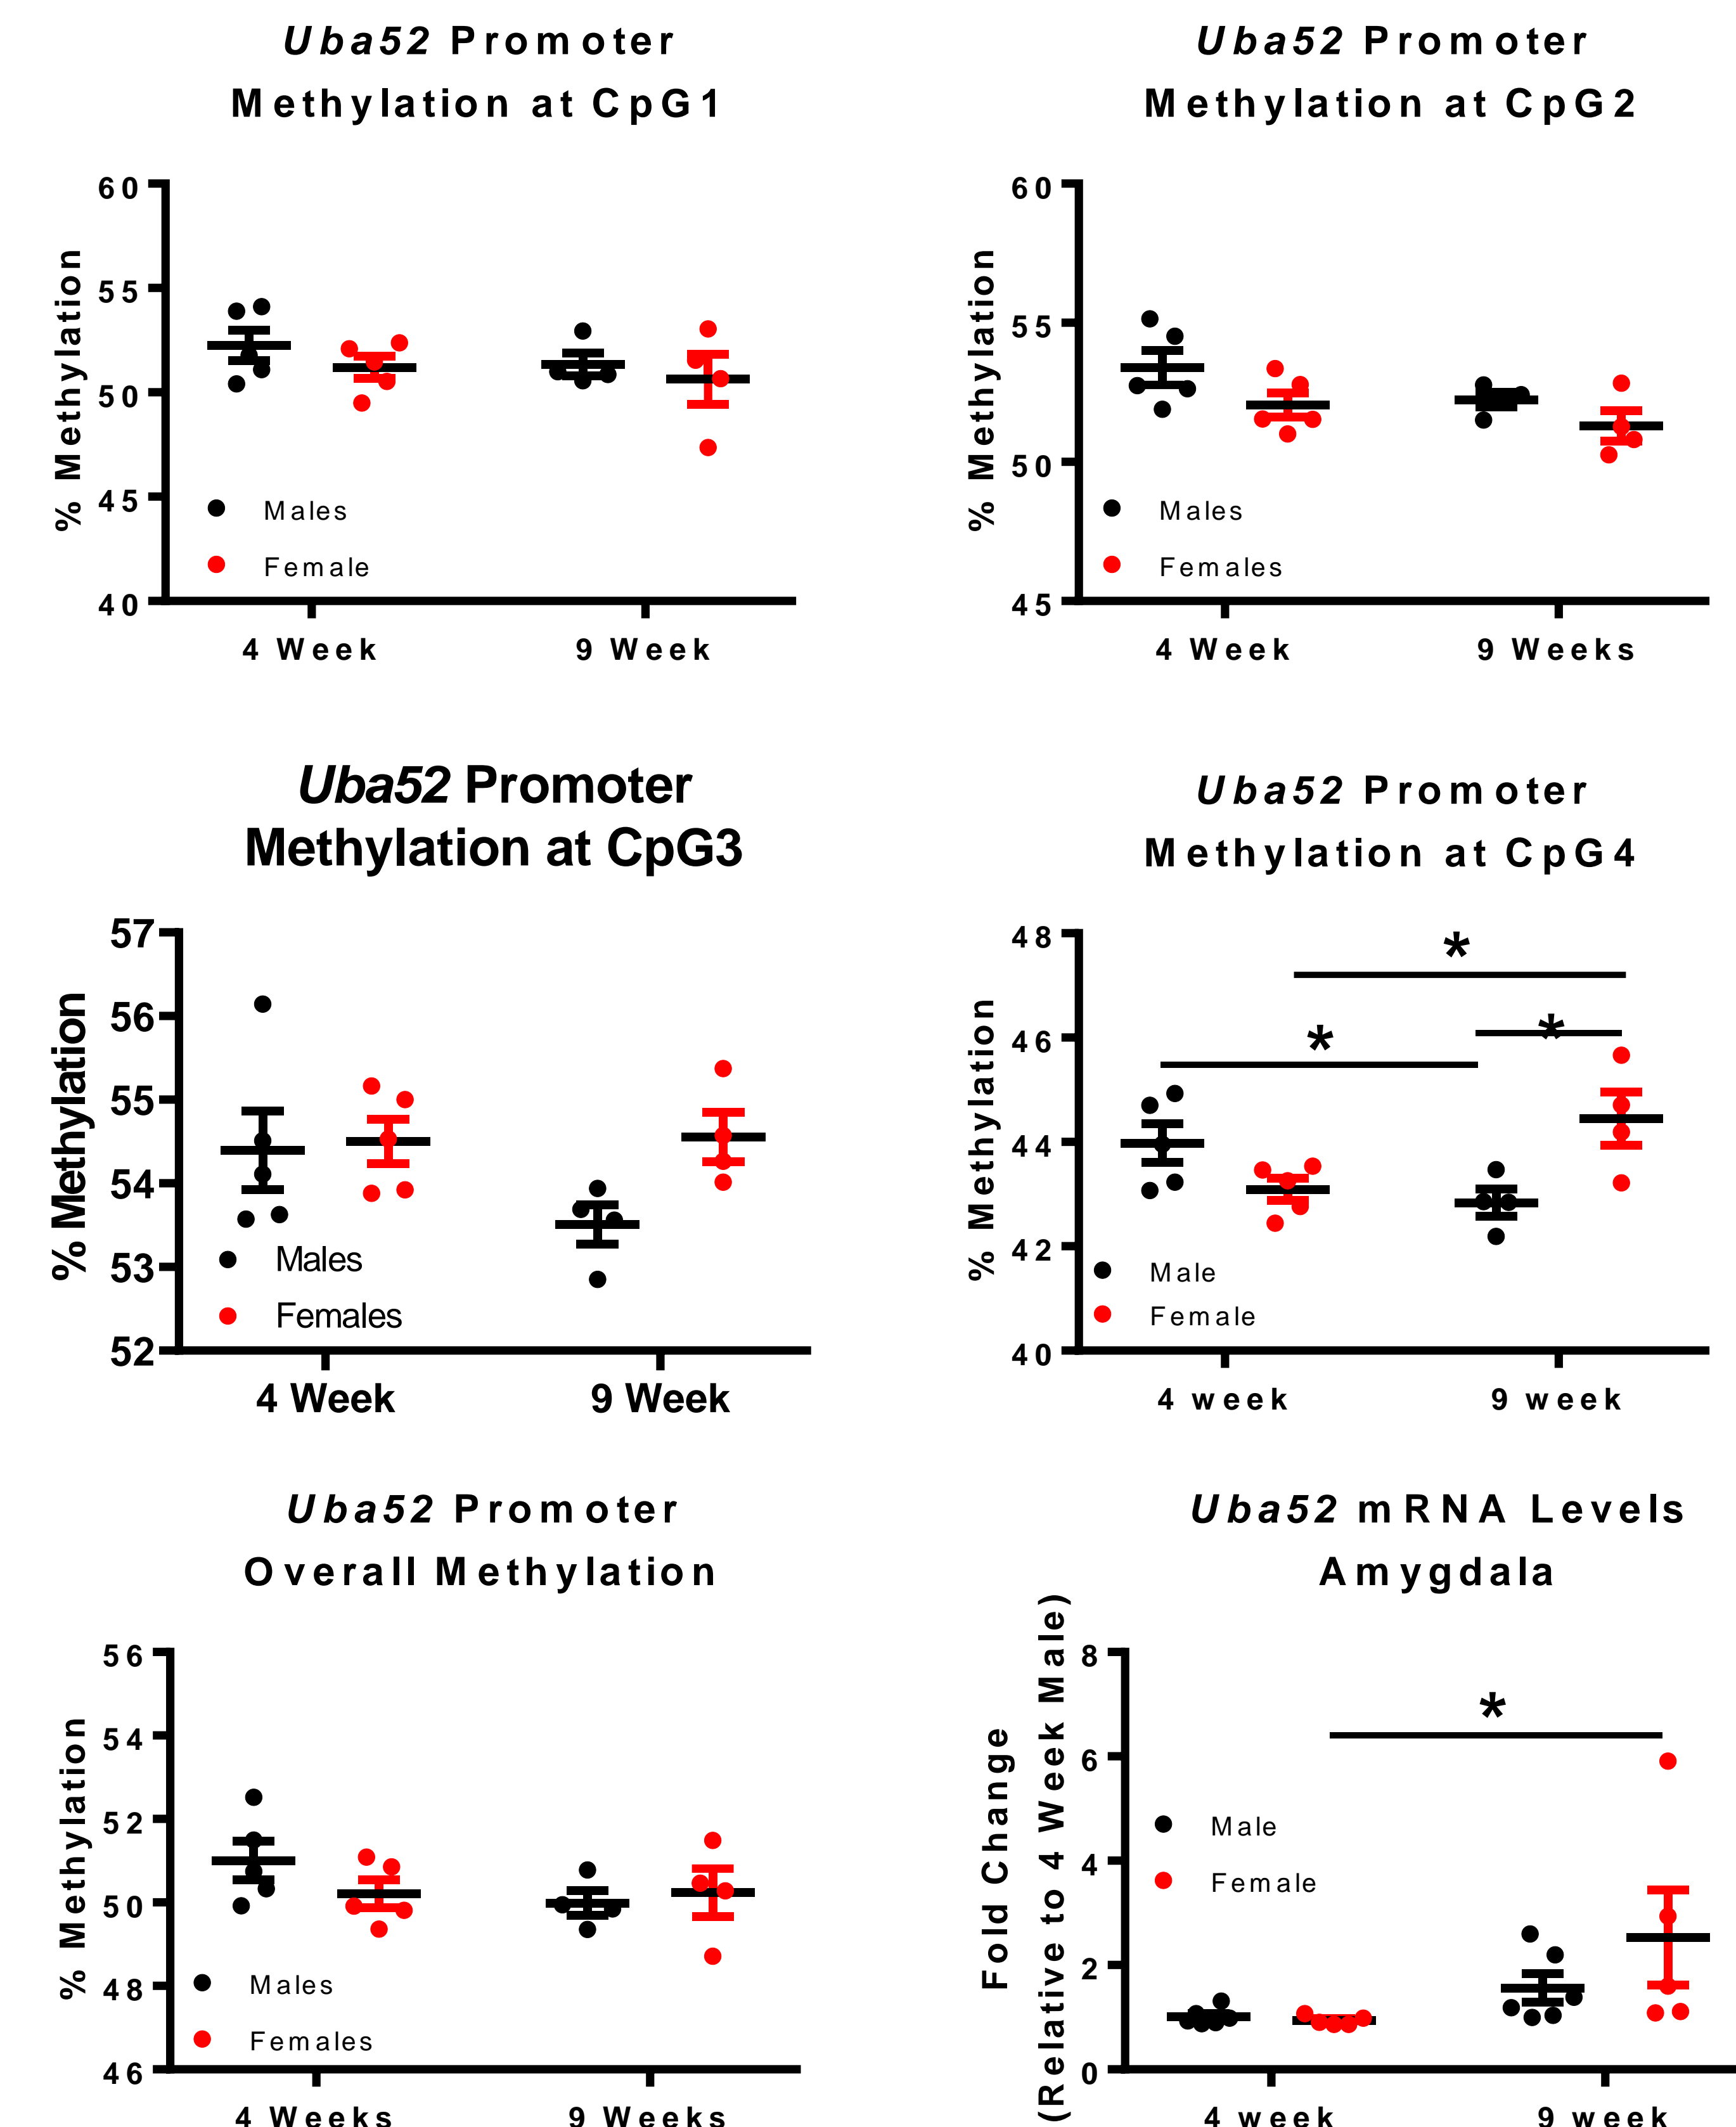 Uba52 Promoter
Methylation at CpG1
% Methylation
60
55
50
45
40
Males
Female
4 Week
9 Week
Uba52 Promoter
Methylation at CpG2
% Methylation
60
55
50
45
Males
Females
4 Week
9 Weeks
Uba52 Promoter
Methylation at CpG3
% Methylation
57
56
55
54
53
52
Males
Females
4 Week
9 Week
Uba52 Promoter
Methylation at CpG4
% Methylation
48
46
44
42
40
*
*
*
Male
Female
4 week
9 week
Uba52 Promoter
Overall Methylation
% Methylation
56
54
52
50
48
46
Males
Females
4 Weeks
9 Weeks
Uba52 mRNA Levels
Amygdala
Fold Change
(Relative to 4 Week Male)
8
6
4
2
0
*
Male
Female
4 week
9 week